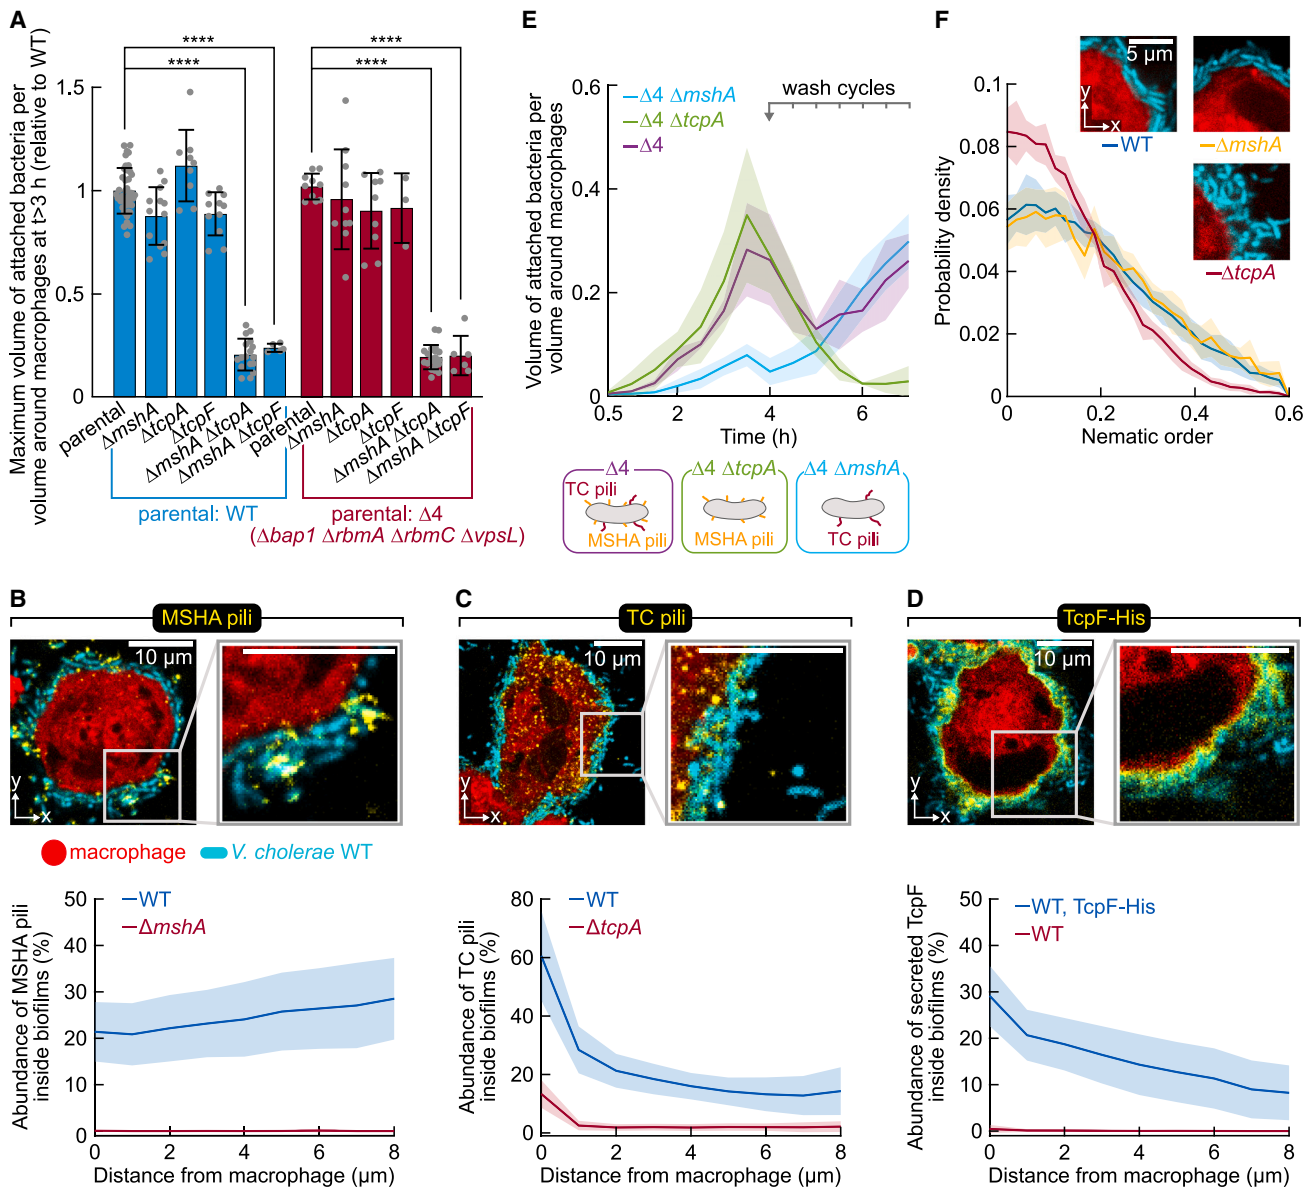 A
Maximum volume of attached bacteria per
volume around macrophages at t>3 h (relative to WT)
****
****
****
****
1.5
1
0.5
0
parental
ΔmshA
ΔtcpA
ΔtcpF
ΔmshA ΔtcpA
ΔmshA ΔtcpF
parental
ΔmshA
ΔtcpA
ΔtcpF
ΔmshA ΔtcpA
ΔmshA ΔtcpF
parental: WT
parental: Δ4
(Δbap1 ΔrbmA ΔrbmC ΔvpsL)
E
Volume of attached bacteria per
volume around macrophages
0.6
0.4
0.2
0
Δ4 ΔmshA
Δ4 ΔtcpA
Δ4
wash cycles
0.5
2
4
6
Time (h)
Δ4
TC pili
MSHA pili
Δ4 ΔtcpA
MSHA pili
Δ4 ΔmshA
TC pili
F
Probability density
0.1
0.08
0.06
0.04
0.02
0
5 µm
y
x
WT
ΔmshA
ΔtcpA
0
0.2
0.4
0.6
Nematic order
B
MSHA pili
10 µm
y
x
macrophage
V. cholerae WT
Abundance of MSHA pili
inside biofilms (%)
50
40
30
20
10
0
WT
ΔmshA
0
2
4
6
8
Distance from macrophage (µm)
C
TC pili
10 µm
y
x
Abundance of TC pili
inside biofilms (%)
80
60
40
20
0
WT
ΔtcpA
0
2
4
6
8
Distance from macrophage (µm)
D
TcpF-His
10 µm
y
x
Abundance of secreted TcpF
inside biofilms (%)
50
40
30
20
10
0
WT, TcpF-His
WT
0
2
4
6
8
Distance from macrophage (µm)